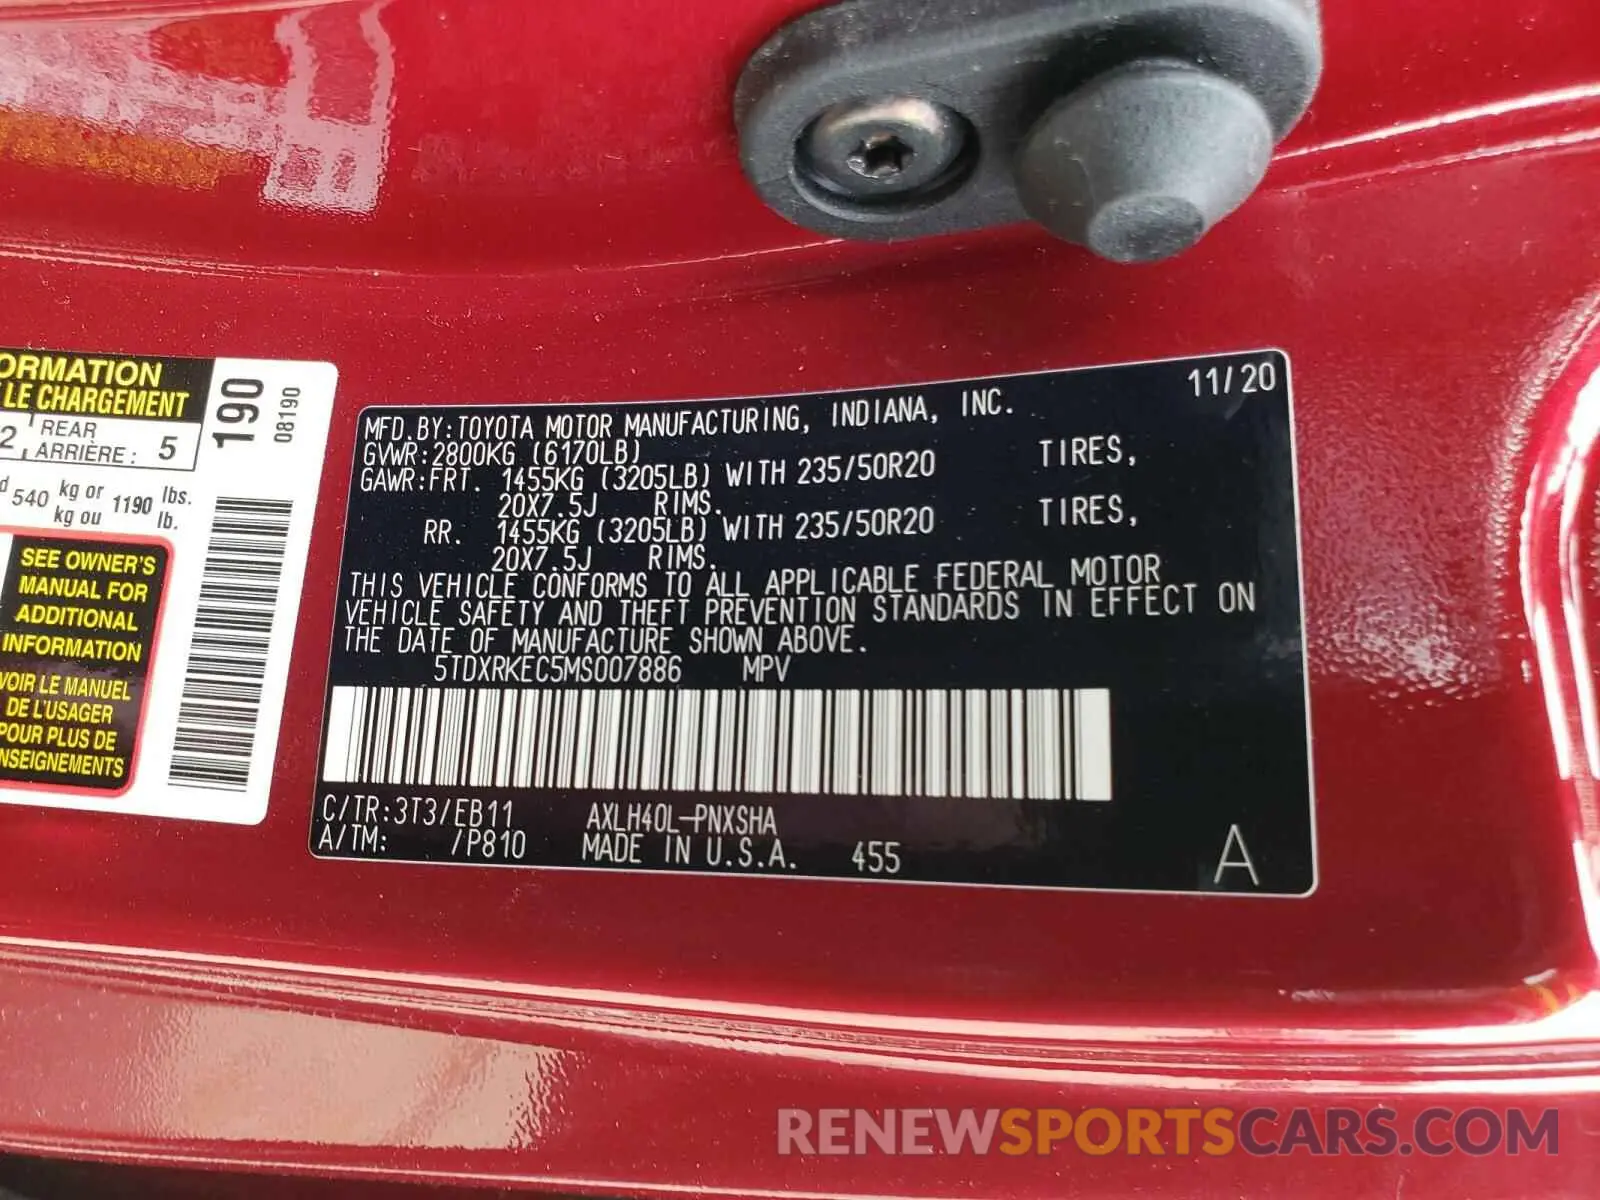 ORMATION
LE CHARGEMENT
2 REAR
ARRIÈRE : 5
540 kg or 1190 lbs.
kg ou lb.
SEE OWNER'S
MANUAL FOR
ADDITIONAL
INFORMATION
VOIR LE MANUEL
DE L'USAGER
POUR PLUS DE
NSEIGNEMENTS
190
08190
11/20
MFD.BY:TOYOTA MOTOR MANUFACTURING, INDIANA, INC.
GVWR:2800KG (6170LB)
GAWR:FRT. 1455KG (3205LB) WITH 235/50R20 TIRES,
20X7.5J RIMS.
RR. 1455KG (3205LB) WITH 235/50R20 TIRES,
20X7.5J RIMS.
THIS VEHICLE CONFORMS TO ALL APPLICABLE FEDERAL MOTOR
VEHICLE SAFETY AND THEFT PREVENTION STANDARDS IN EFFECT ON
THE DATE OF MANUFACTURE SHOWN ABOVE.
5TDXRKEC5MS007886 MPV
C/TR:3T3/EB11 AXLH40L-PNXSHA
A/TM: /P810 MADE IN U.S.A. 455 A
RENEWSPORTSCARS.COM